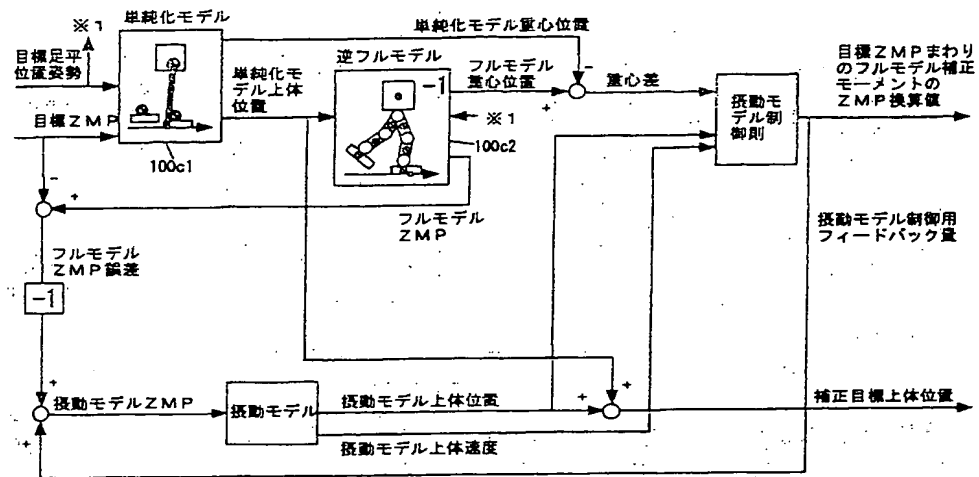 ※1
単純化モデル
単純化モデル重心位置
目標足平
位置姿勢
目標ZMP
100c1
単純化モ
デル上体
位置
逆フルモデル
-1
100c2
フルモデル
重心位置
※1
-
+
重心差
摂動モ
デル制
御則
目標ZMPまわり
のフルモデル補正
モーメントの
ZMP換算値
フルモデル
ZMP
-
+
摂動モデル制御用
フィードバック量
フルモデル
ZMP誤差
-1
+
+
摂動モデルZMP
摂動モデル
摂動モデル上体位置
摂動モデル上体速度
+
+
補正目標上体位置